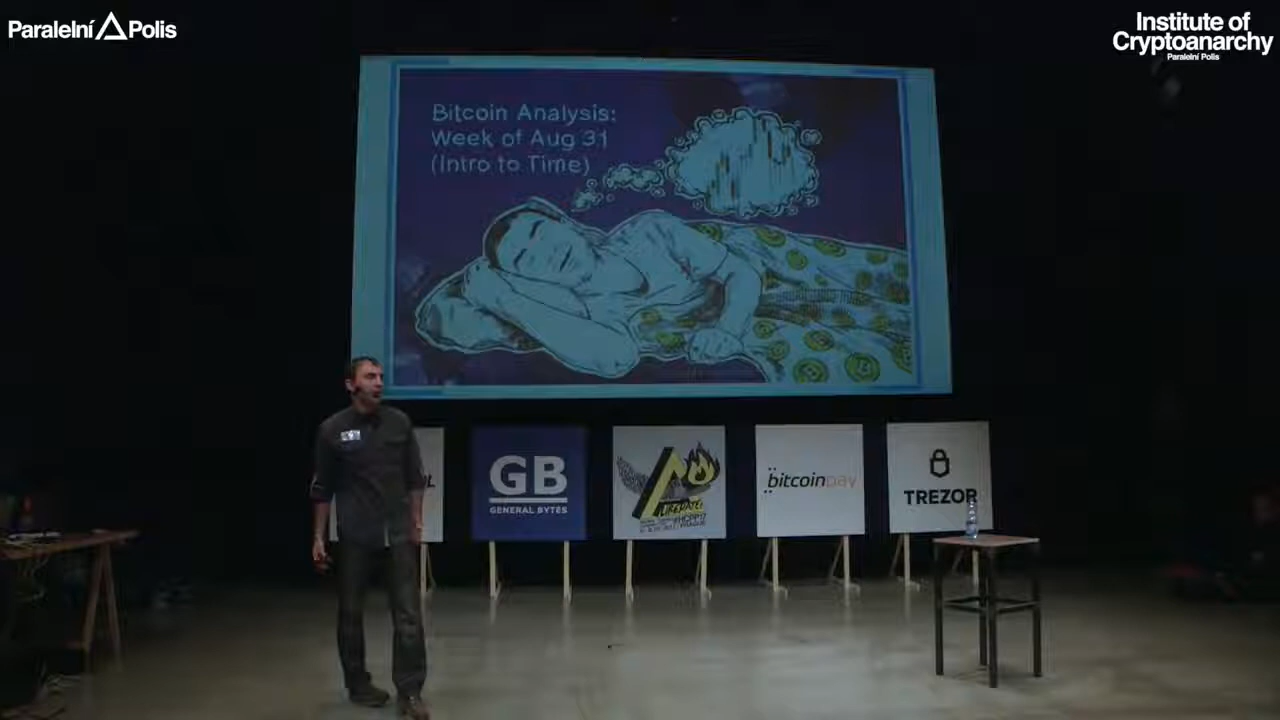 Paralelní Polis
Institute of
Cryptoanarchy
Paralelní Polis
Bitcoin Analysis:
Week of Aug 31
(Intro to Time)
GB
GENERAL BYTES
LIBERATE!
bitcoinpay
TREZOR